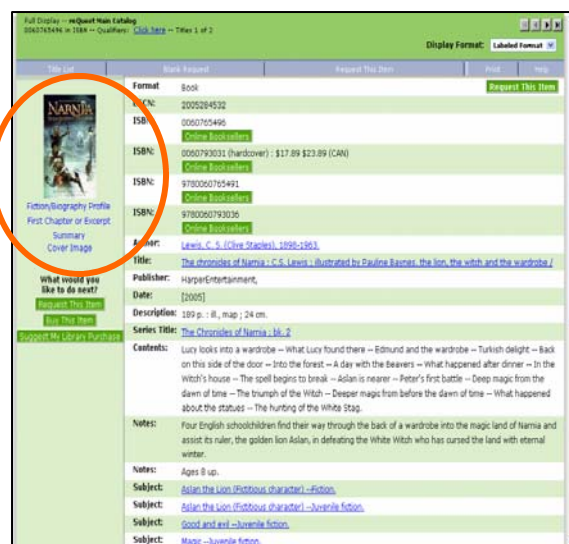 Full Display -- reQuest Main Catalog
0060765496 in ISBN -- Qualifiers: Click here -- Titles 1 of 2
Display Format: Labeled Format
Title List
Blank Request
Request This Item
Print
Help
NARNIA
Fiction/Biography Profile
First Chapter or Excerpt
Summary
Cover Image
What would you
like to do next?
Request This Item
Buy This Item
Suggest My Library Purchase
Format Book Request This Item
CCN: 2005284532
ISB 0060765496
Online Booksellers
ISBN: 0060793031 (hardcover) : $17.89 $23.89 (CAN)
Online Booksellers
ISBN: 9780060765491
Online Booksellers
ISBN: 9780060793036
Online Booksellers
Author: Lewis, C. S. (Clive Staples), 1898-1963.
Title: The chronicles of Narnia : C.S. Lewis ; illustrated by Pauline Baynes. the lion, the witch and the wardrobe /
Publisher: HarperEntertainment,
Date: [2005]
Description: 189 p. : ill., map ; 24 cm.
Series Title: The Chronicles of Narnia ; bk. 2
Contents: Lucy looks into a wardrobe -- What Lucy found there -- Edmund and the wardrobe -- Turkish delight -- Back
on this side of the door -- Into the forest -- A day with the Beavers -- What happened after dinner -- In the
Witch's house -- The spell begins to break -- Aslan is nearer -- Peter's first battle -- Deep magic from the
dawn of time -- The triumph of the Witch -- Deeper magic from before the dawn of time -- What happened
about the statues -- The hunting of the White Stag.
Notes: Four English schoolchildren find their way through the back of a wardrobe into the magic land of Narnia and
assist its ruler, the golden lion Aslan, in defeating the White Witch who has cursed the land with eternal
winter.
Notes: Ages 8 up.
Subject: Aslan the Lion (Fictitious character) --Fiction.
Subject: Aslan the Lion (Fictitious character) --Juvenile fiction.
Subject: Good and evil --Juvenile fiction.
Subject: Magic --Juvenile fiction.